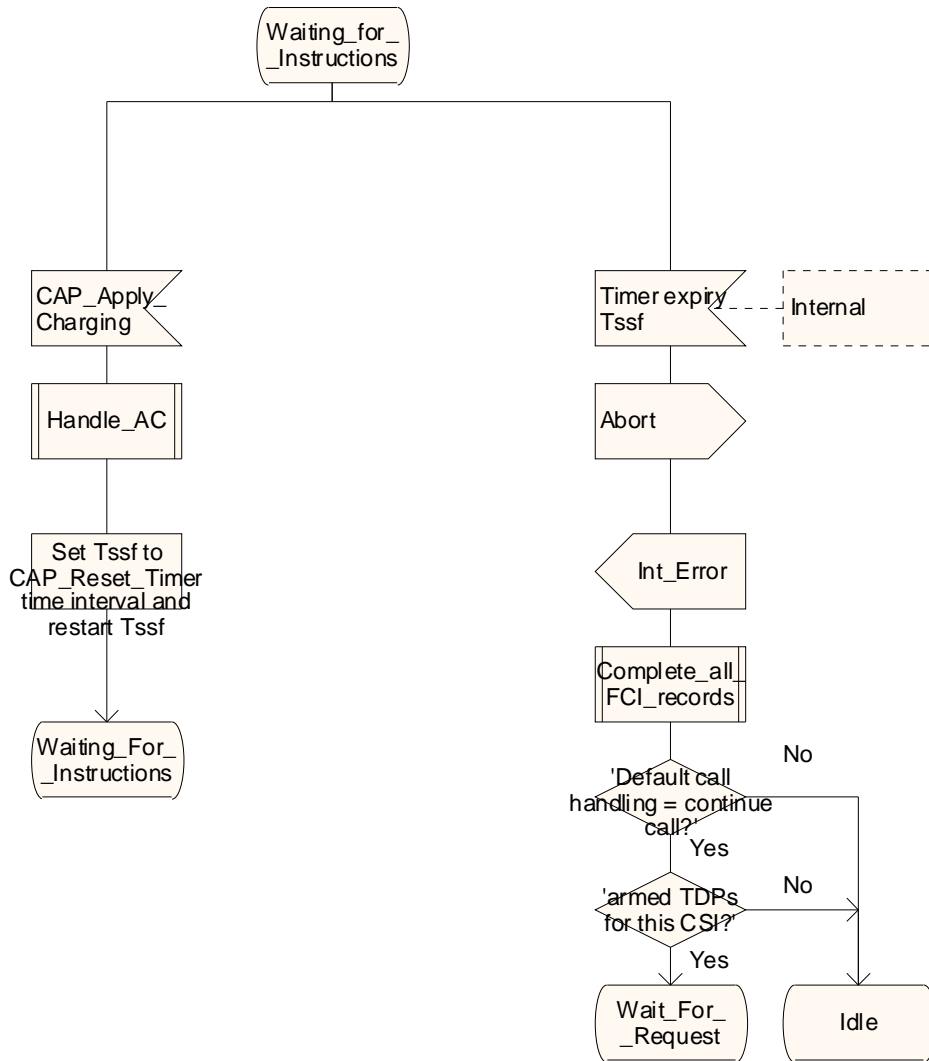 Waiting_for_
_Instructions
CAP_Apply_
Charging
Handle_AC
Set Tssf to
CAP_Reset_Timer
time interval and
restart Tssf
Waiting_For_
_Instructions
Timer expiry
Tssf
Internal
Abort
Int_Error
Complete_all_
FCI_records
'Default call
handling = continue
call?'
No
Yes
'armed TDPs
for this CSI?'
No
Yes
Wait_For_
_Request
Idle